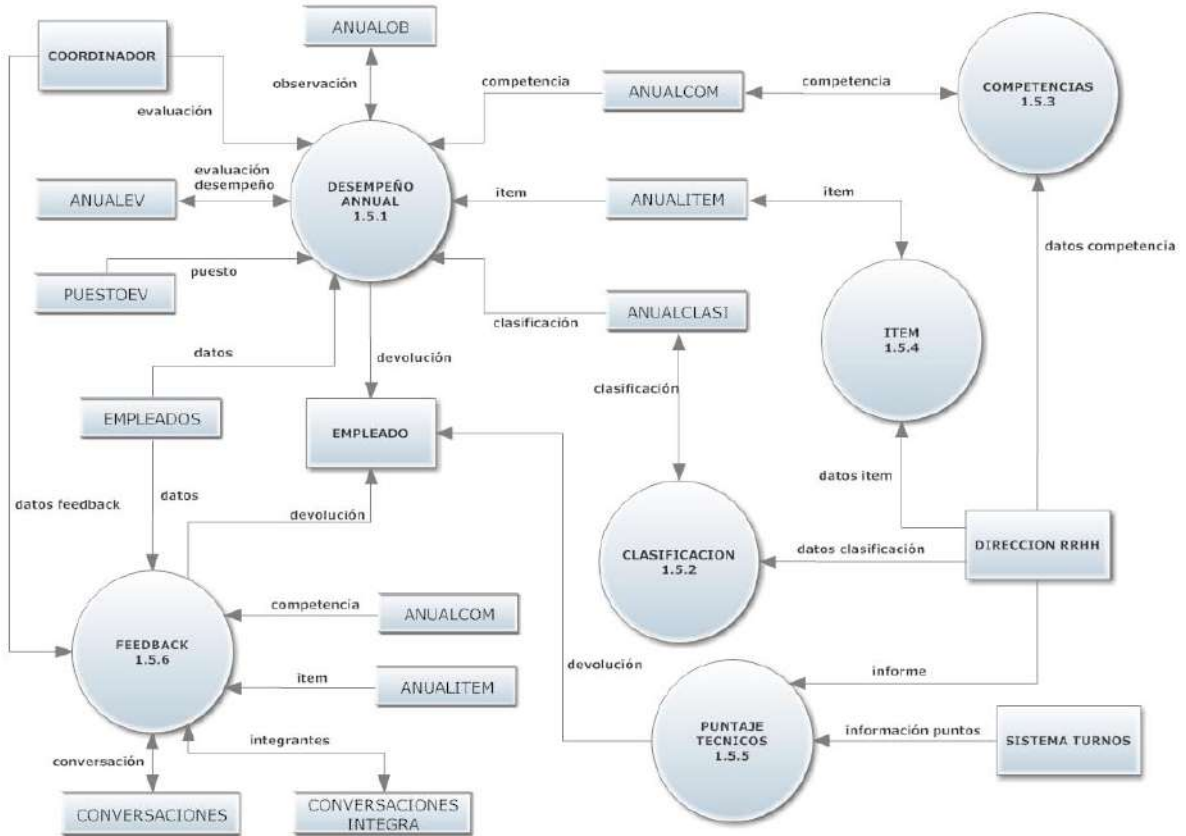 ANUALOB
COORDINADOR
observación
competencia
ANUALCOM
competencia
COMPETENCIAS
1.5.3
evaluación
evaluación
desempeño
ANUALEV
DESEMPEÑO
ANNUAL
1.5.1
item
ANUALITEM
item
datos competencia
puesto
PUESTOEV
clasificación
ANUALCLASI
ITEM
1.5.4
datos
devolución
clasificación
EMPLEADOS
EMPLEADO
datos feedback
datos
devolución
datos item
CLASIFICACION
1.5.2
datos clasificación
DIRECCION RRHH
competencia
ANUALCOM
FEEDBACK
1.5.6
item
ANUALITEM
devolución
informe
PUNTAJE
TECNICOS
1.5.5
información puntos
SISTEMA TURNOS
integrantes
conversación
CONVERSACIONES
CONVERSACIONES
INTEGRA